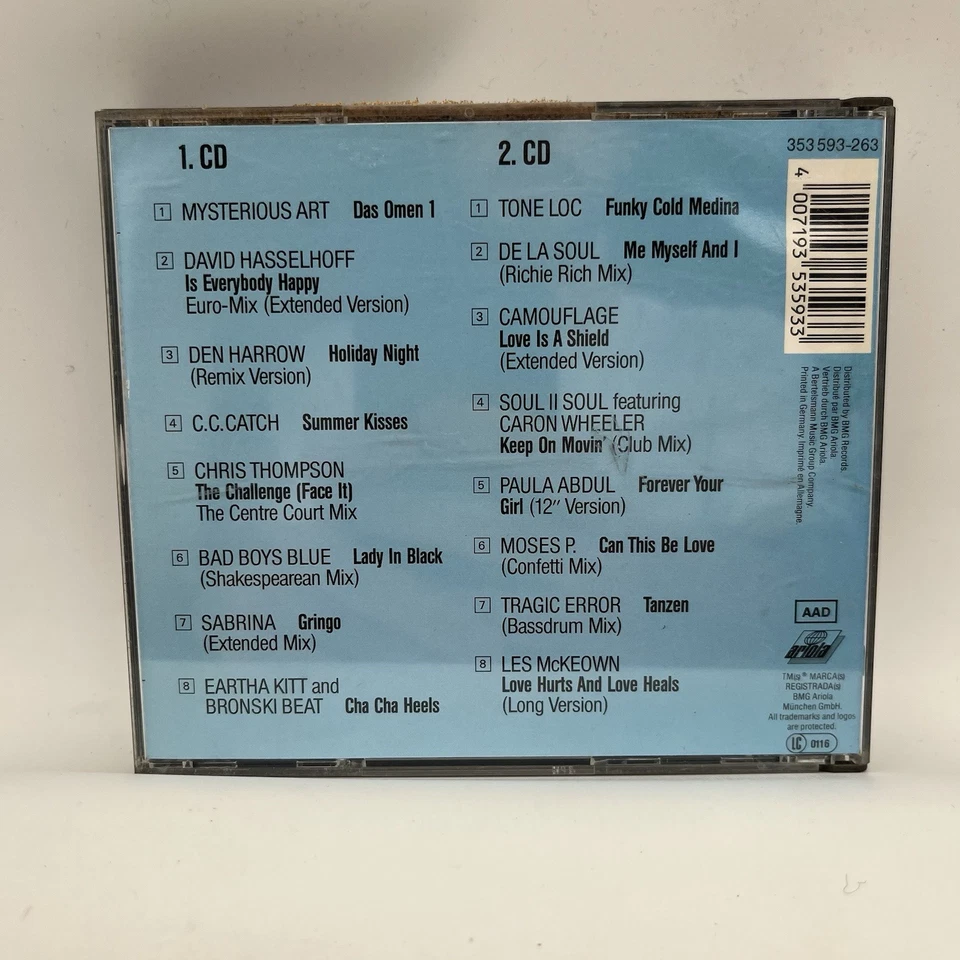 1. CD
1 MYSTERIOUS ART Das Omen 1
2 DAVID HASSELHOFF
Is Everybody Happy
Euro-Mix (Extended Version)
3 DEN HARROW Holiday Night
(Remix Version)
4 C.C.CATCH Summer Kisses
5 CHRIS THOMPSON
The Challenge (Face It)
The Centre Court Mix
6 BAD BOYS BLUE Lady In Black
(Shakespearean Mix)
7 SABRINA Gringo
(Extended Mix)
8 EARTHA KITT and
BRONSKI BEAT Cha Cha Heels
2. CD
1 TONE LOC Funky Cold Medina
2 DE LA SOUL Me Myself And I
(Richie Rich Mix)
3 CAMOUFLAGE
Love Is A Shield
(Extended Version)
4 SOUL II SOUL featuring
CARON WHEELER
Keep On Movin' (Club Mix)
5 PAULA ABDUL Forever Your
Girl (12" Version)
6 MOSES P. Can This Be Love
(Confetti Mix)
7 TRAGIC ERROR Tanzen
(Bassdrum Mix)
8 LES McKEOWN
Love Hurts And Love Heals
(Long Version)
353 593-263
4 007193 535933
Distributed by BMG Records.
Distribué par BMG Ariola.
Vertrieb durch BMG Ariola.
A Bertelsmann Music Group Company.
Printed in Germany. Imprimé en Allemagne.
AAD
ariola
TM(s) ® MARCA(s)
REGISTRADA(s)
BMG Ariola
München GmbH.
All trademarks and logos
are protected.
LC 0116